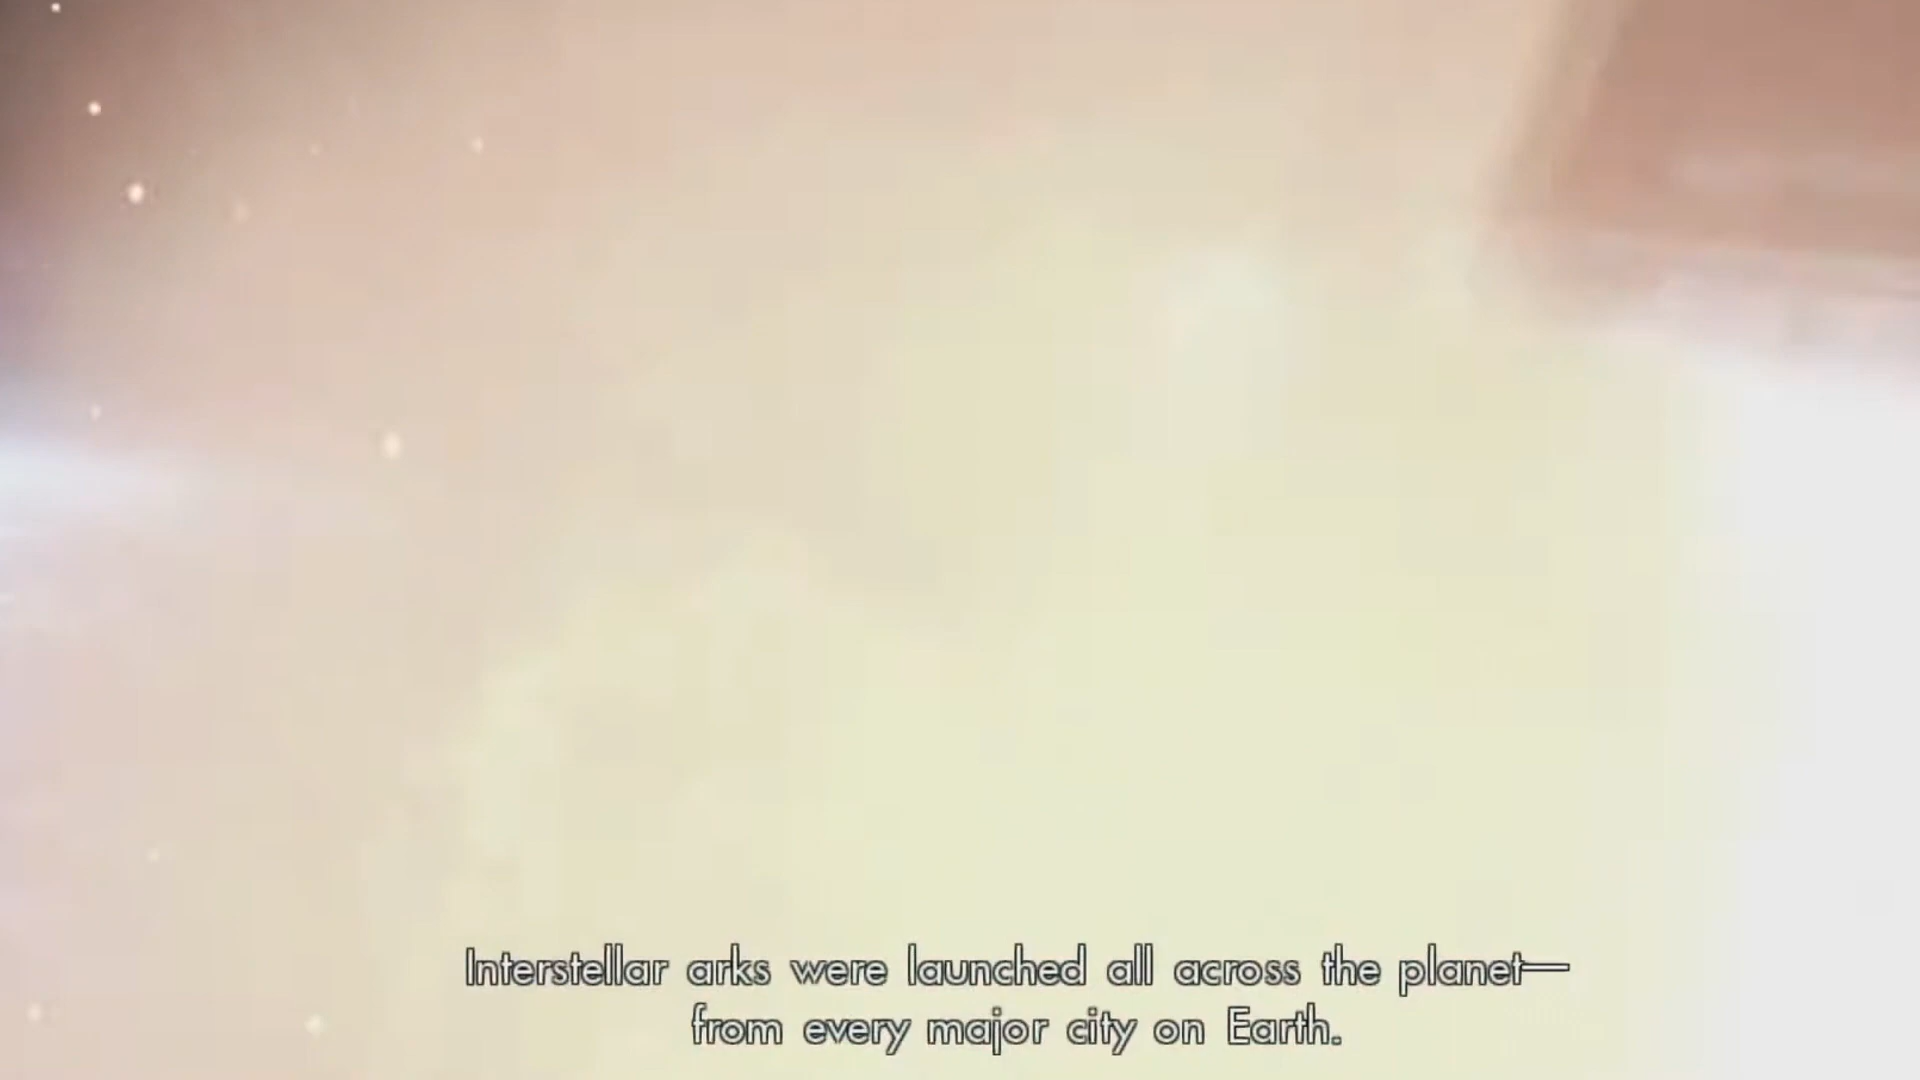 Interstellar arks were launched all across the planet—
from every major city on Earth.